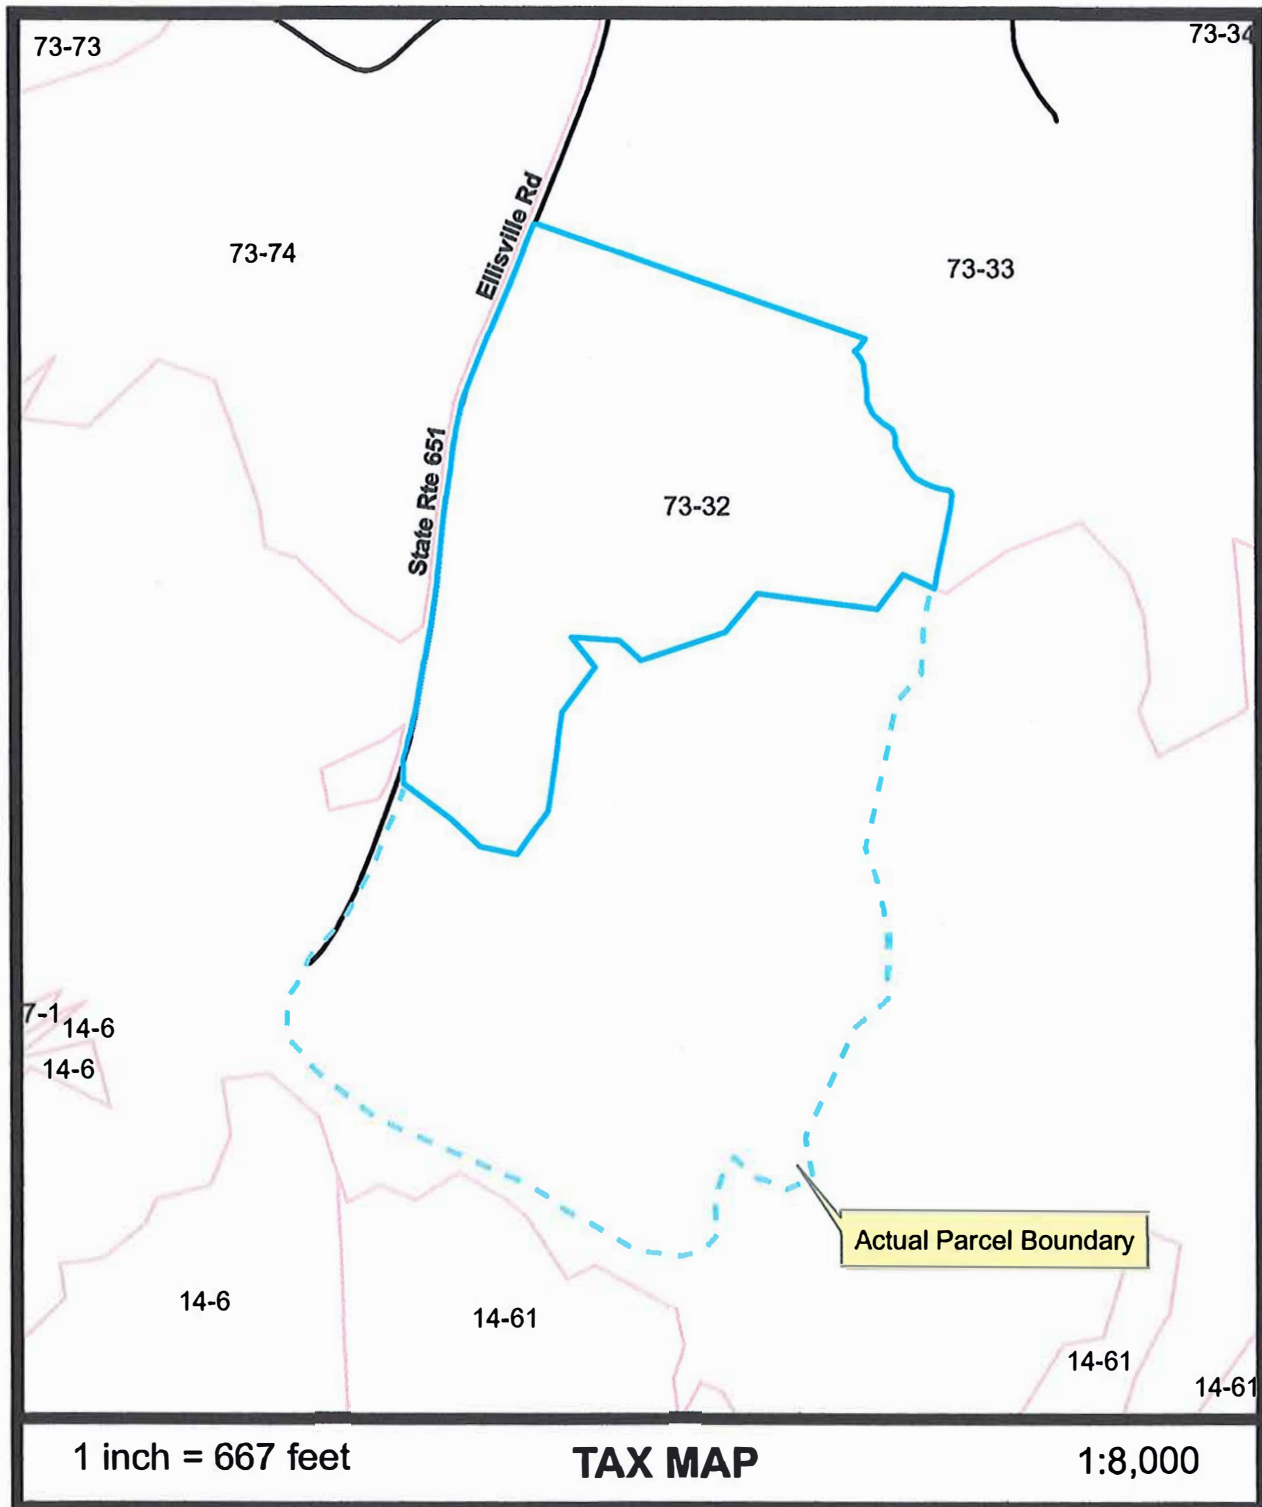 73-73
73-34
Ellisville Rd
73-74
73-33
State Rte 651
73-32
7-1
14-6
14-6
Actual Parcel Boundary
14-6
14-61
14-61
14-61
1 inch = 667 feet
TAX MAP
1:8,000